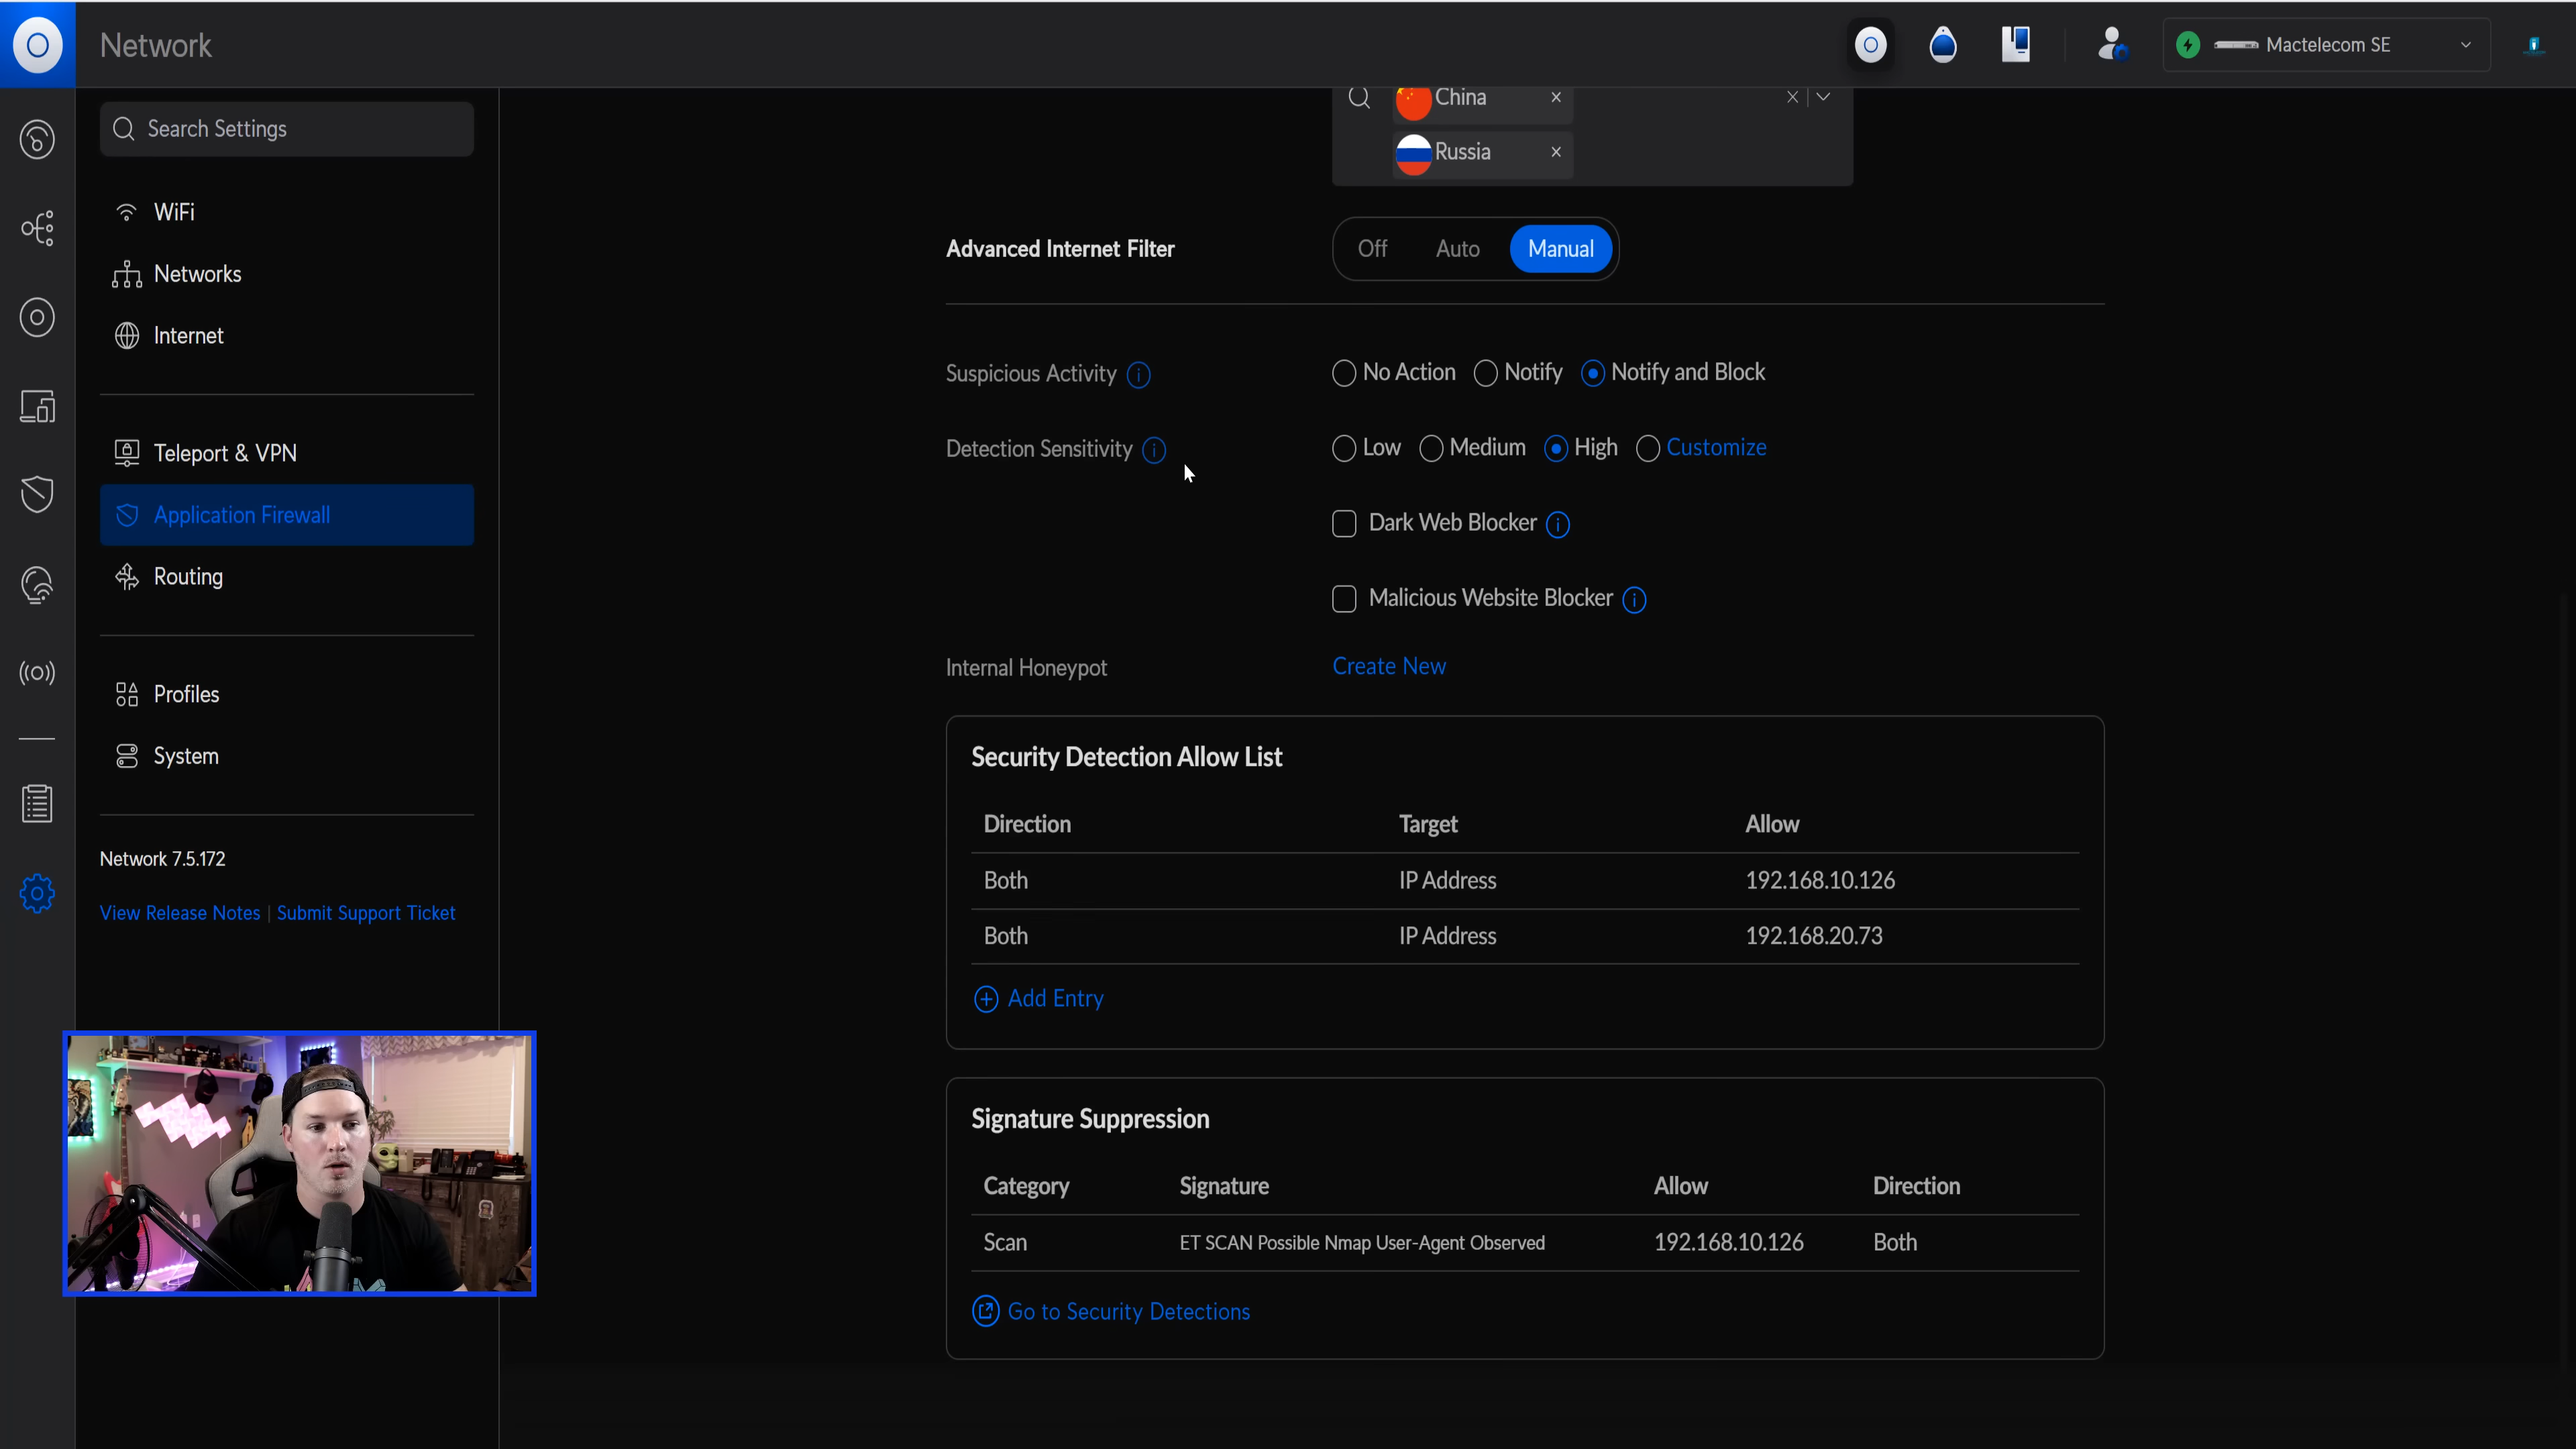 Network
Mactelecom SE
Search Settings
WiFi
Networks
Internet
Teleport & VPN
Application Firewall
Routing
Profiles
System
Network 7.5.172
View Release Notes | Submit Support Ticket
China
Russia
Advanced Internet Filter
Off Auto Manual
Suspicious Activity
No Action Notify Notify and Block
Detection Sensitivity
Low Medium High Customize
Dark Web Blocker
Malicious Website Blocker
Internal Honeypot
Create New
Security Detection Allow List
Direction Target Allow
Both IP Address 192.168.10.126
Both IP Address 192.168.20.73
Add Entry
Signature Suppression
Category Signature Allow Direction
Scan ET SCAN Possible Nmap User-Agent Observed 192.168.10.126 Both
Go to Security Detections